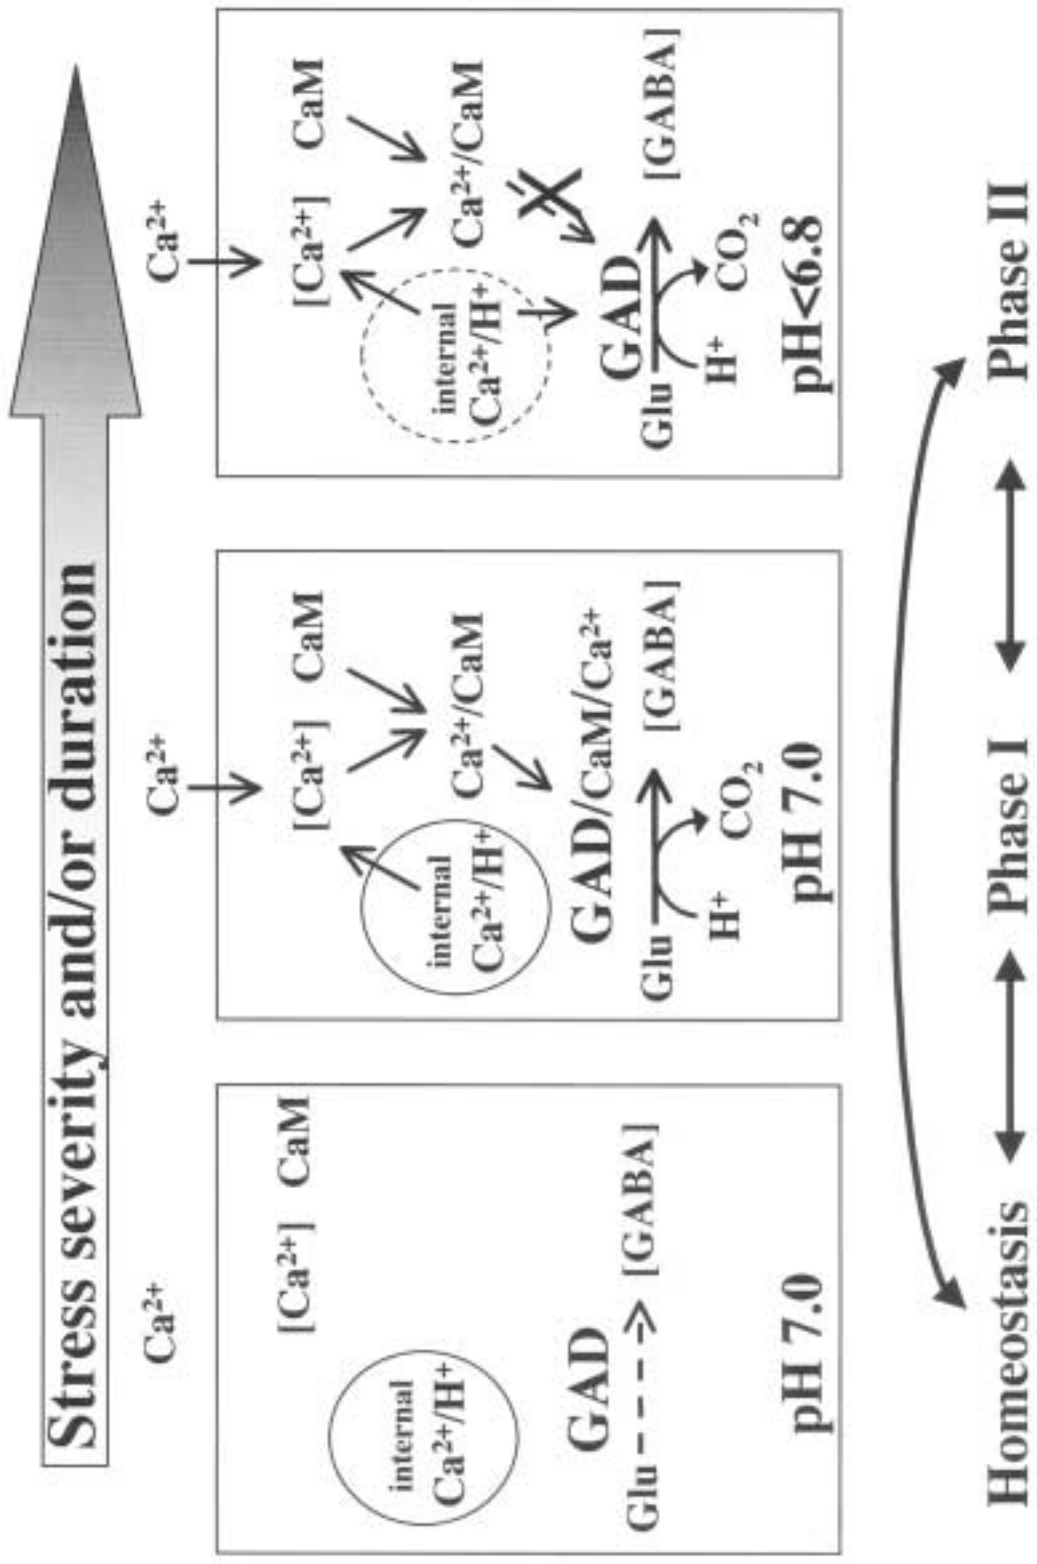 Stress severity and/or duration
Ca²⁺
[Ca²⁺] CaM
internal
Ca²⁺/H⁺
GAD
Glu [GABA]
pH 7.0
Ca²⁺
[Ca²⁺] CaM
internal
Ca²⁺/H⁺
Ca²⁺/CaM
GAD/CaM/Ca²⁺
Glu [GABA]
H⁺ CO₂
pH 7.0
Ca²⁺
[Ca²⁺] CaM
internal
Ca²⁺/H⁺
Ca²⁺/CaM
GAD
Glu [GABA]
H⁺ CO₂
pH<6.8
Homeostasis Phase I Phase II